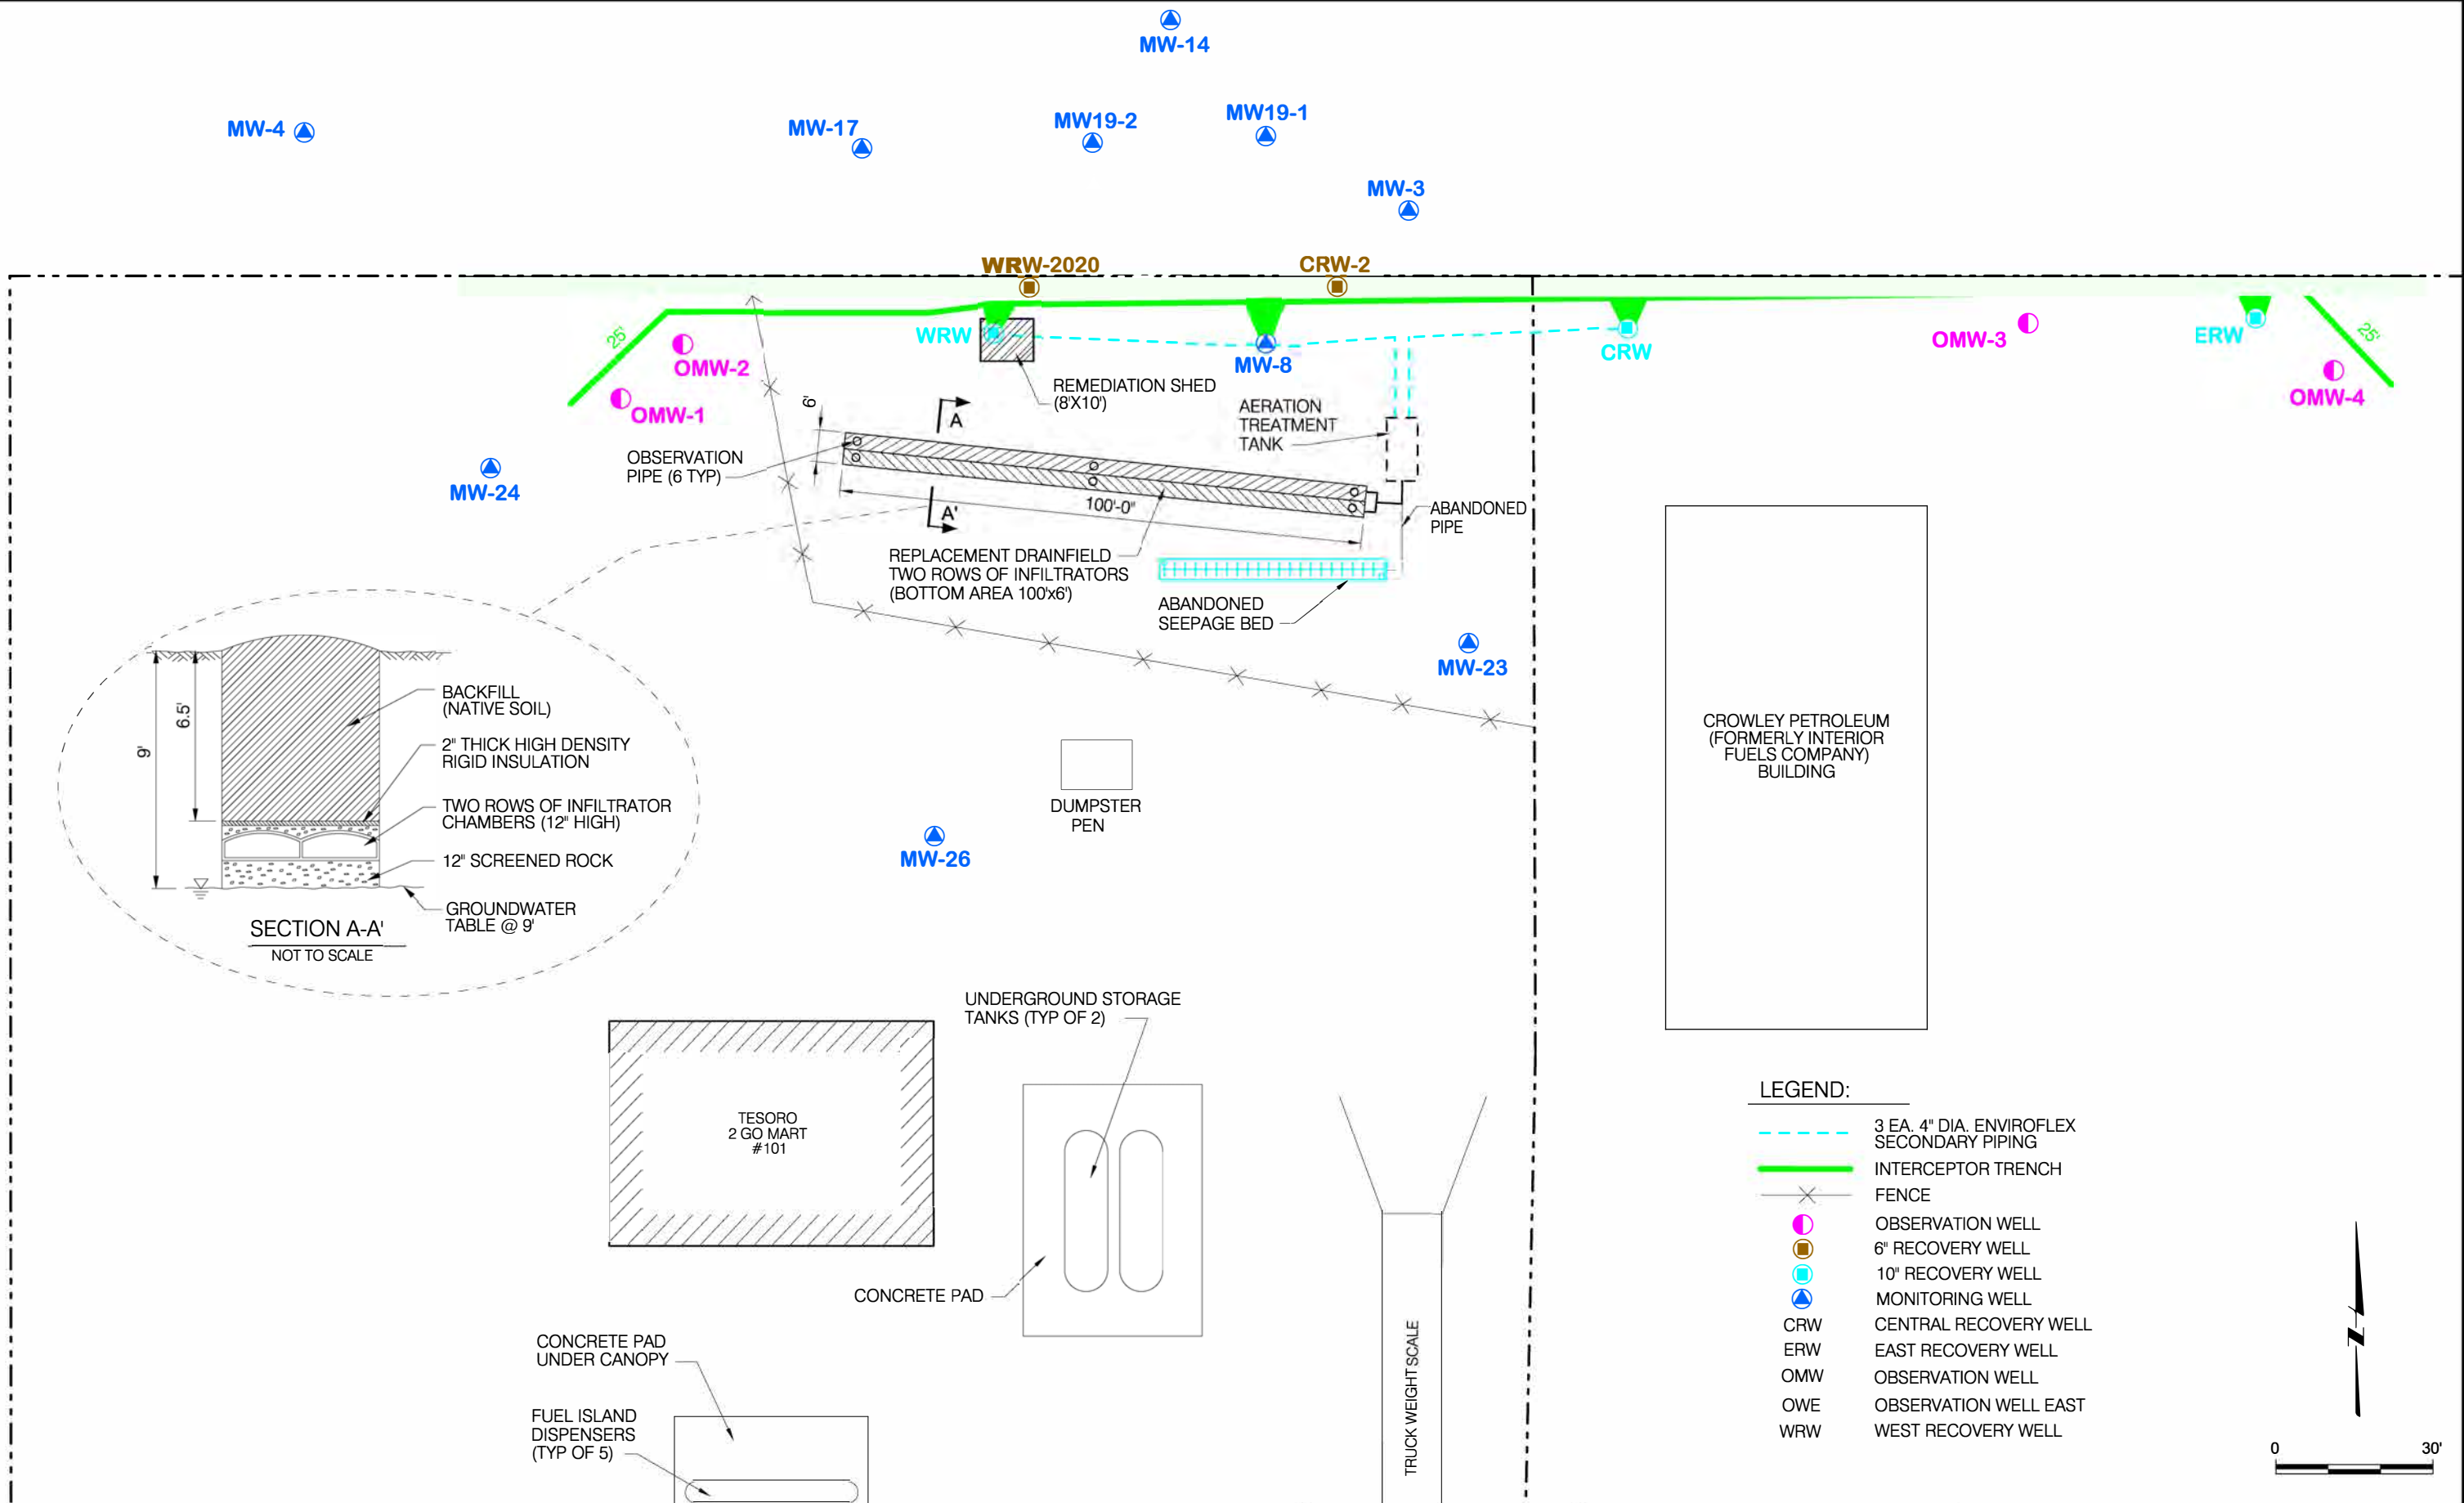 MW-14
MW-4
MW-17
MW19-2
MW19-1
MW-3
WRW-2020
CRW-2
25'
OMW-2
OMW-1
WRW
MW-8
CRW
OMW-3
ERW
25'
OMW-4
REMEDIATION SHED
(8'X10')
6'
A
AERATION
TREATMENT
TANK
OBSERVATION
PIPE (6 TYP)
MW-24
A'
100'-0"
ABANDONED
PIPE
REPLACEMENT DRAINFIELD
TWO ROWS OF INFILTRATORS
(BOTTOM AREA 100'x6')
ABANDONED
SEEPAGE BED
MW-23
BACKFILL
(NATIVE SOIL)
6.5'
9'
2" THICK HIGH DENSITY
RIGID INSULATION
TWO ROWS OF INFILTRATOR
CHAMBERS (12" HIGH)
12" SCREENED ROCK
GROUNDWATER
TABLE @ 9'
SECTION A-A'
NOT TO SCALE
DUMPSTER
PEN
MW-26
CROWLEY PETROLEUM
(FORMERLY INTERIOR
FUELS COMPANY)
BUILDING
UNDERGROUND STORAGE
TANKS (TYP OF 2)
TESORO
2 GO MART
#101
CONCRETE PAD
CONCRETE PAD
UNDER CANOPY
FUEL ISLAND
DISPENSERS
(TYP OF 5)
TRUCK WEIGHT SCALE
LEGEND:
3 EA. 4" DIA. ENVIROFLEX
SECONDARY PIPING
INTERCEPTOR TRENCH
FENCE
OBSERVATION WELL
6" RECOVERY WELL
10" RECOVERY WELL
MONITORING WELL
CRW CENTRAL RECOVERY WELL
ERW EAST RECOVERY WELL
OMW OBSERVATION WELL
OWE OBSERVATION WELL EAST
WRW WEST RECOVERY WELL
N
0 30'